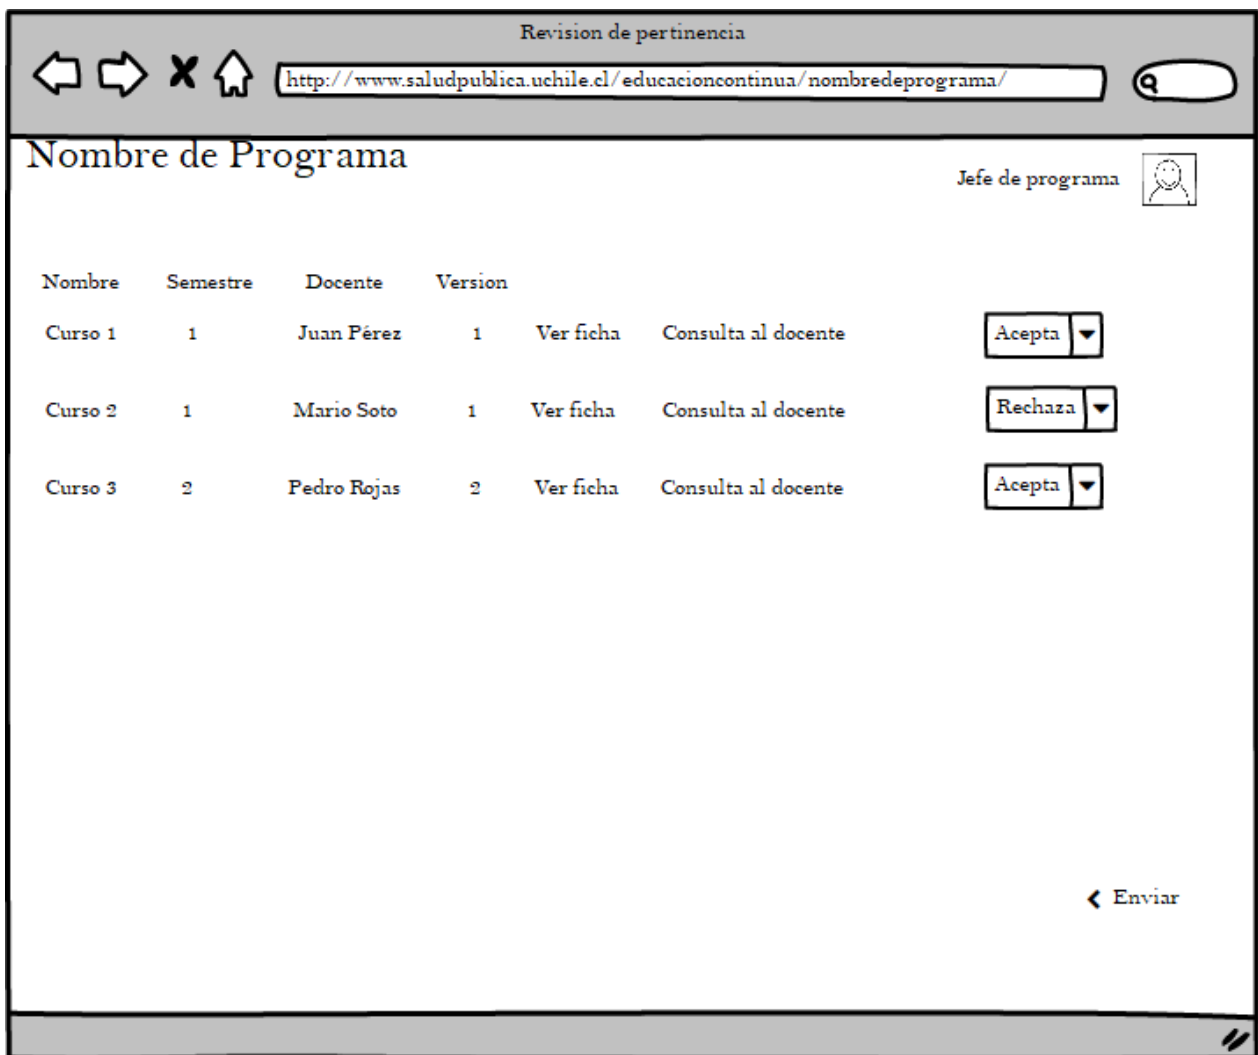 Revision de pertinencia
http://www.saludpublica.uchile.cl/educacioncontinua/nombredeprograma/
Nombre de Programa
Jefe de programa
Nombre Semestre Docente Version
Curso 1 1 Juan Pérez 1 Ver ficha Consulta al docente Acepta
Curso 2 1 Mario Soto 1 Ver ficha Consulta al docente Rechaza
Curso 3 2 Pedro Rojas 2 Ver ficha Consulta al docente Acepta
Enviar